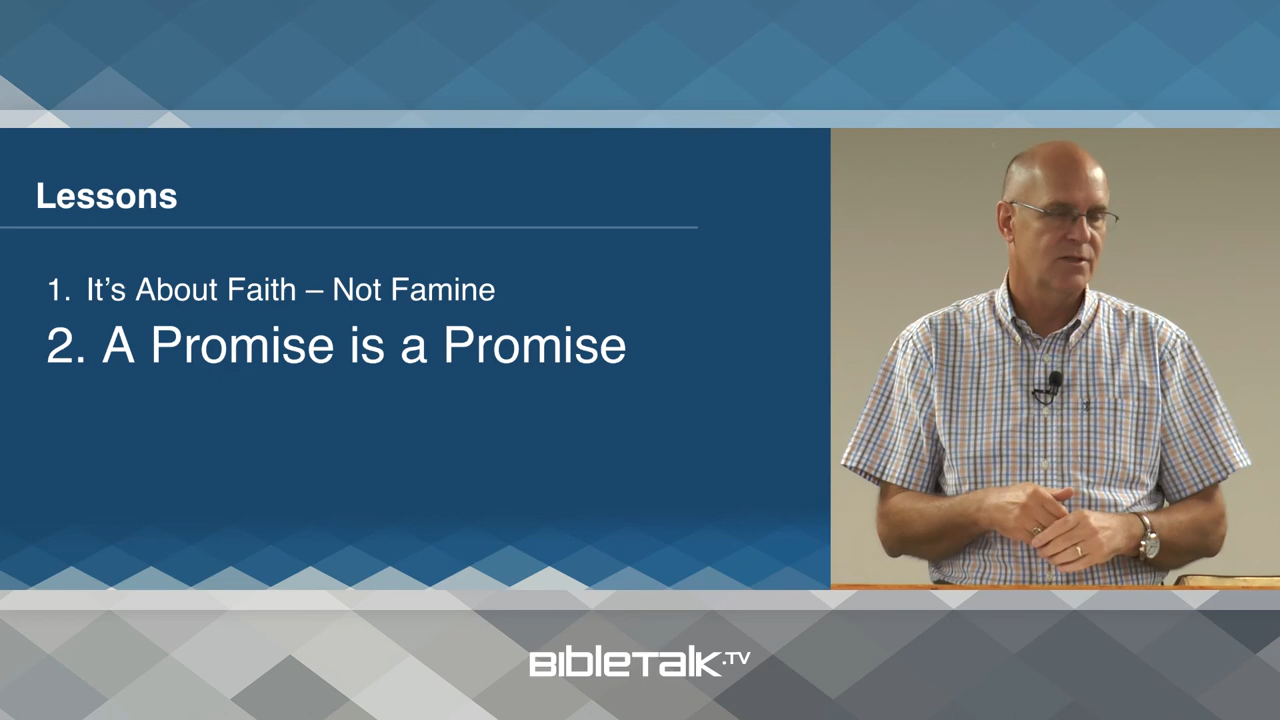 Lessons
1. It's About Faith – Not Famine
2. A Promise is a Promise
BIBLETALK.TV